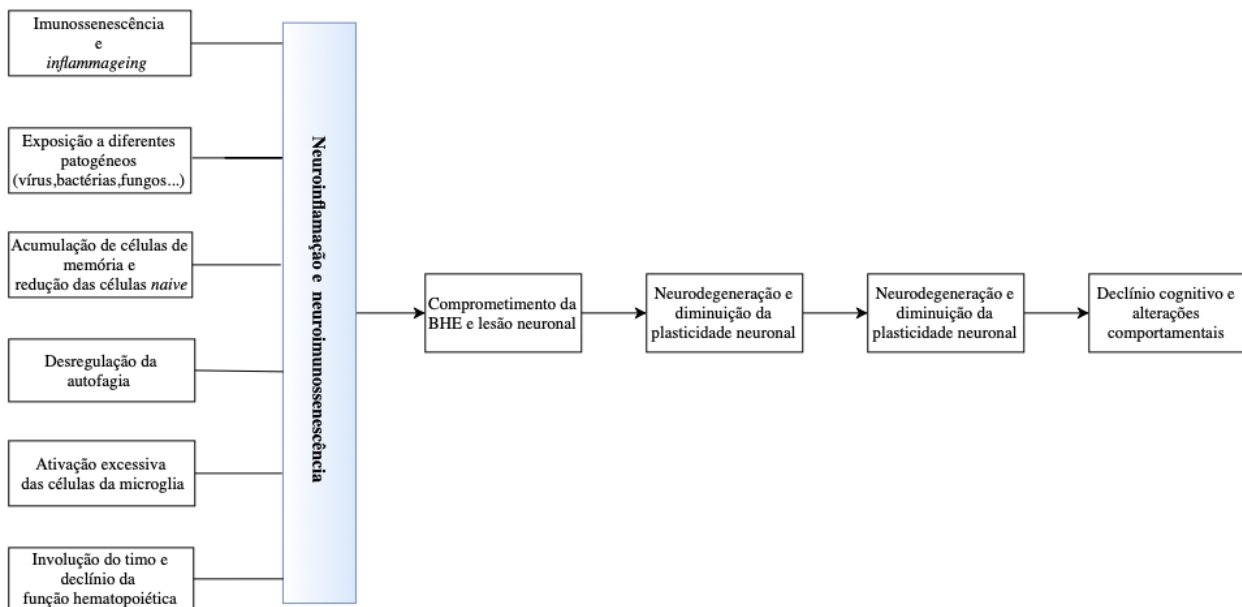 Imunossenescência
e
inflammageing
Exposição a diferentes
patogéneos
(vírus,bactérias,fungos...)
Acumulação de células de
memória e
redução das células naive
Desregulação da
autofagia
Ativação excessiva
das células da microglia
Involução do timo e
declínio da
função hematopoiética
Neuroinflamação e neuroimunossenescência
Comprometimento da
BHE e lesão neuronal
Neurodegeneração e
diminuição da
plasticidade neuronal
Neurodegeneração e
diminuição da
plasticidade neuronal
Declínio cognitivo e
alterações
comportamentais